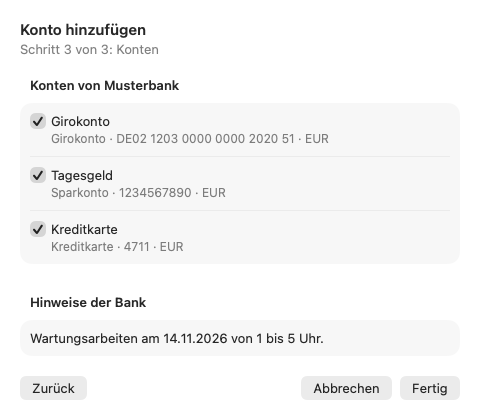 Konto hinzufügen
Schritt 3 von 3: Konten
Konten von Musterbank
Girokonto
Girokonto · DE02 1203 0000 0000 2020 51 · EUR
Tagesgeld
Sparkonto · 1234567890 · EUR
Kreditkarte
Kreditkarte · 4711 · EUR
Hinweise der Bank
Wartungsarbeiten am 14.11.2026 von 1 bis 5 Uhr.
Zurück Abbrechen Fertig